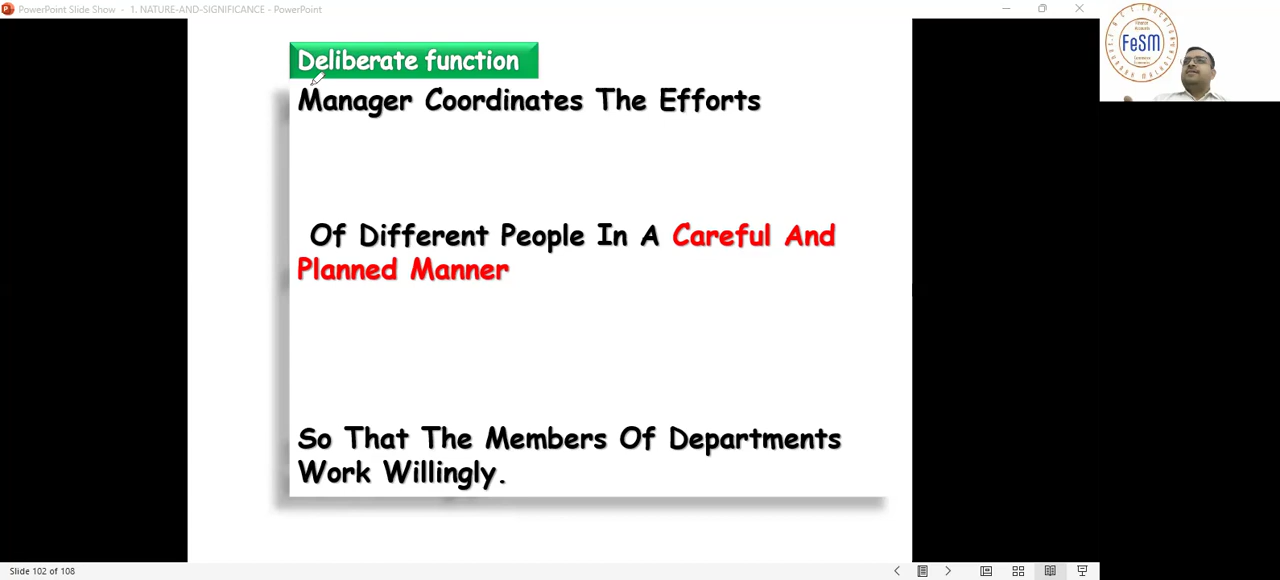 PowerPoint Slide Show - 1. NATURE-AND-SIGNIFICANCE - PowerPoint
Deliberate function
Manager Coordinates The Efforts
Of Different People In A Careful And
Planned Manner
So That The Members Of Departments
Work Willingly.
FeSM
Slide 102 of 108